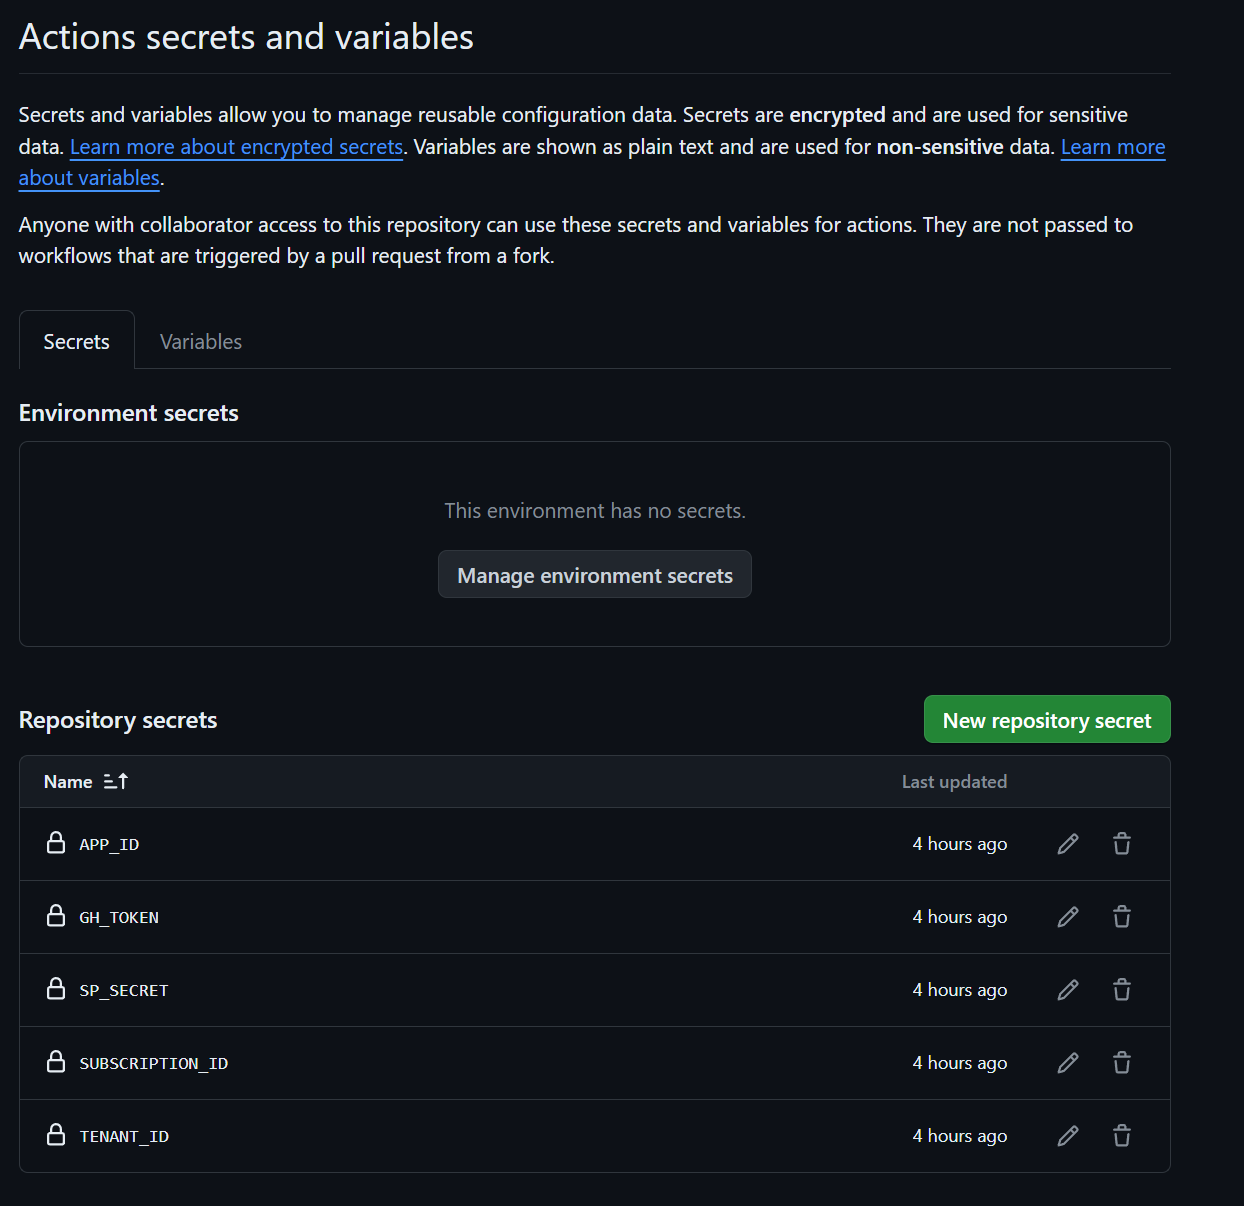 Actions secrets and variables
Secrets and variables allow you to manage reusable configuration data. Secrets are encrypted and are used for sensitive
data. Learn more about encrypted secrets. Variables are shown as plain text and are used for non-sensitive data. Learn more
about variables.
Anyone with collaborator access to this repository can use these secrets and variables for actions. They are not passed to
workflows that are triggered by a pull request from a fork.
Secrets Variables
Environment secrets
This environment has no secrets.
Manage environment secrets
Repository secrets New repository secret
Name Last updated
APP_ID 4 hours ago
GH_TOKEN 4 hours ago
SP_SECRET 4 hours ago
SUBSCRIPTION_ID 4 hours ago
TENANT_ID 4 hours ago